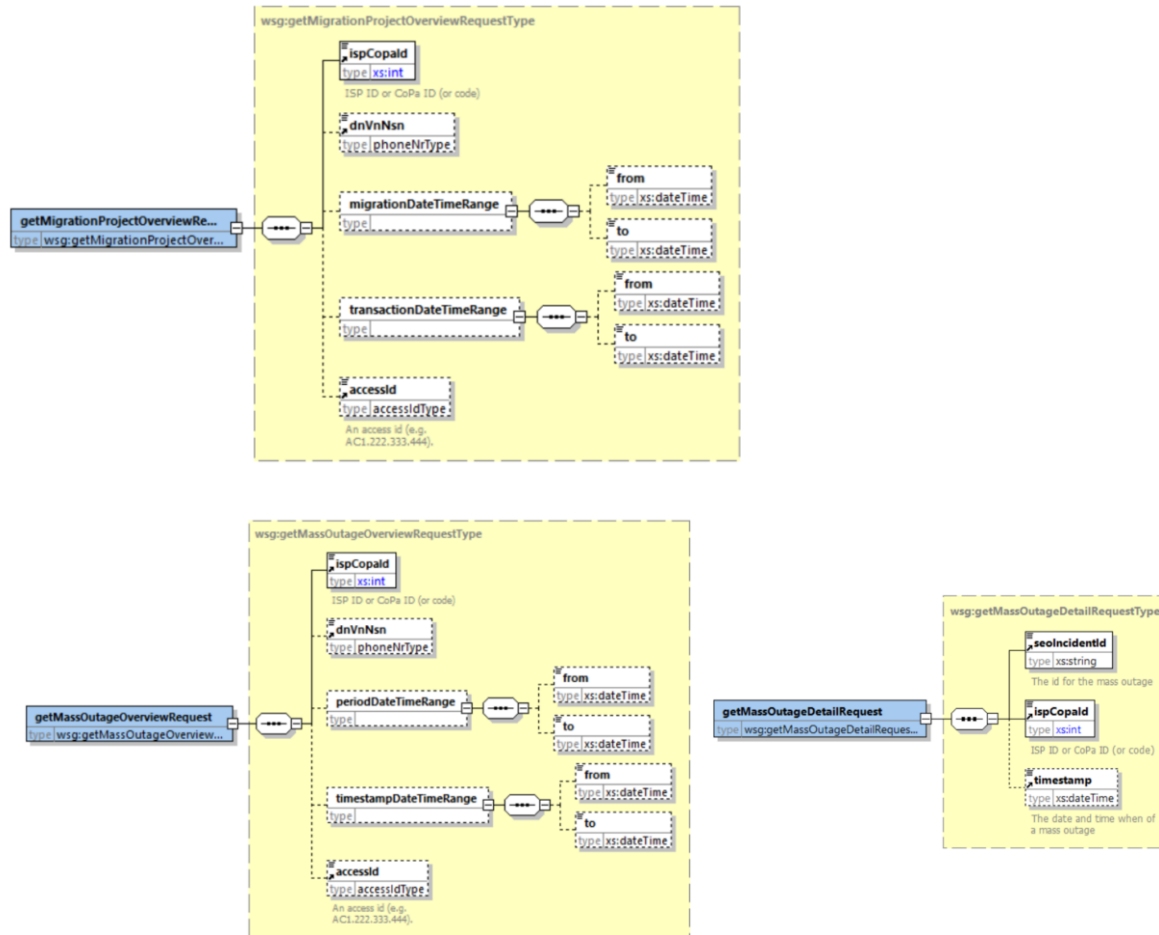 wsg:getMigrationProjectOverviewRequestType
ispCopaId
type xs:int
ISP ID or CoPa ID (or code)
dnVnNsn
type phoneNrType
from
type xs:dateTime
migrationDateTimeRange
type
to
type xs:dateTime
getMigrationProjectOverviewRe...
type wsg:getMigrationProjectOver...
from
type xs:dateTime
transactionDateTimeRange
type
to
type xs:dateTime
accessId
type accessIdType
An access id (e.g.
AC1.222.333.444).
wsg:getMassOutageOverviewRequestType
ispCopaId
type xs:int
ISP ID or CoPa ID (or code)
dnVnNsn
type phoneNrType
from
type xs:dateTime
periodDateTimeRange
type
to
type xs:dateTime
getMassOutageOverviewRequest
type wsg:getMassOutageOverview...
from
type xs:dateTime
timestampDateTimeRange
type
to
type xs:dateTime
accessId
type accessIdType
An access id (e.g.
AC1.222.333.444).
wsg:getMassOutageDetailRequestType
seoIncidentId
type xs:string
The id for the mass outage
getMassOutageDetailRequest
type wsg:getMassOutageDetailReques...
ispCopaId
type xs:int
ISP ID or CoPa ID (or code)
timestamp
type xs:dateTime
The date and time when of
a mass outage